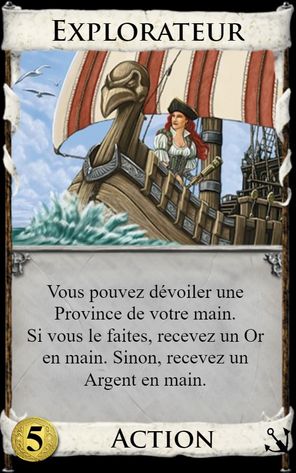 EXPLORATEUR
Vous pouvez dévoiler une
Province de votre main.
Si vous le faites, recevez un Or
en main. Sinon, recevez un
Argent en main.
5
ACTION